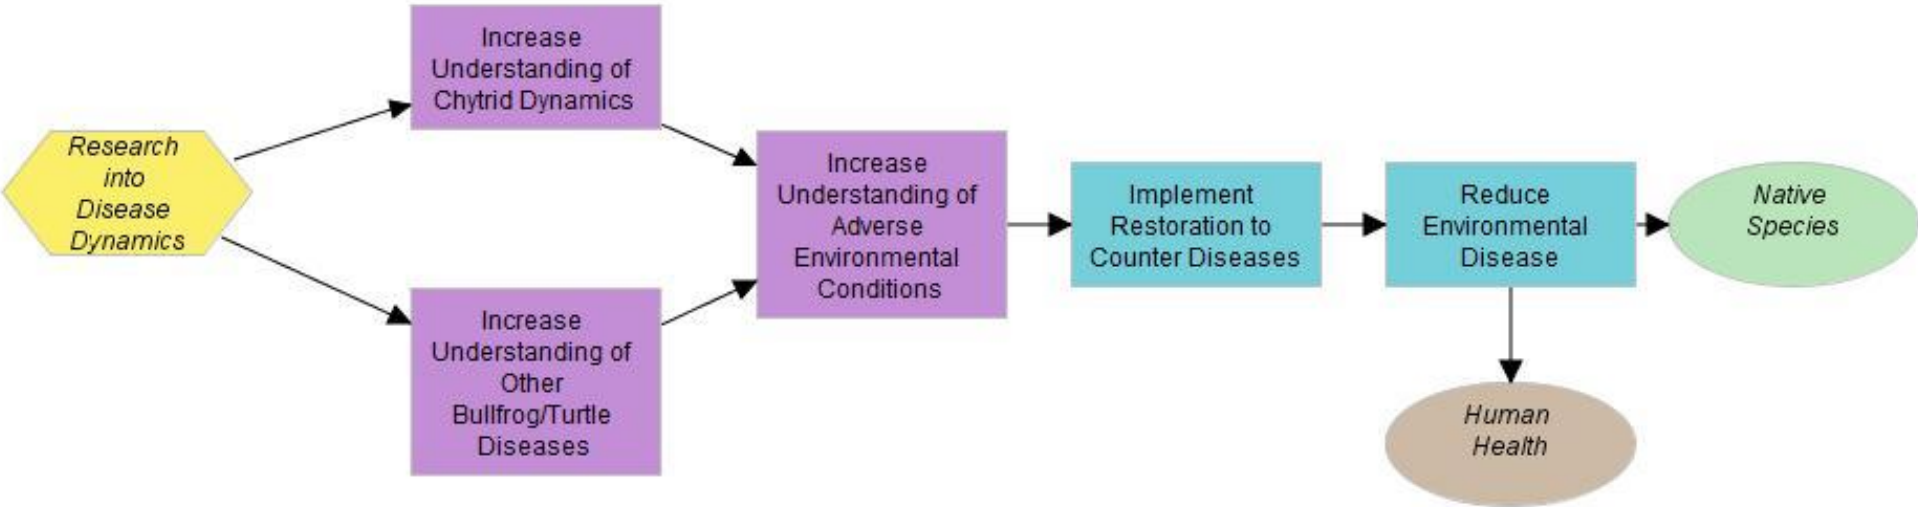 Research
into
Disease
Dynamics
Increase
Understanding of
Chytrid Dynamics
Increase
Understanding of
Other
Bullfrog/Turtle
Diseases
Increase
Understanding of
Adverse
Environmental
Conditions
Implement
Restoration to
Counter Diseases
Reduce
Environmental
Disease
Native
Species
Human
Health